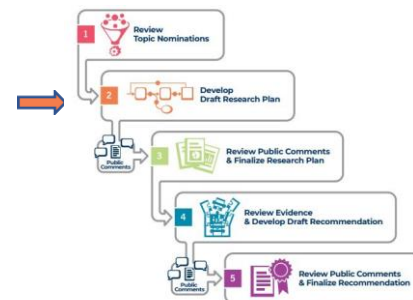 1
Review
Topic Nominations
2
Develop
Draft Research Plan
Public
Comments
3
Review Public Comments
& Finalize Research Plan
4
Review Evidence
& Develop Draft Recommendation
Public
Comments
5
Review Public Comments
& Finalize Recommendation